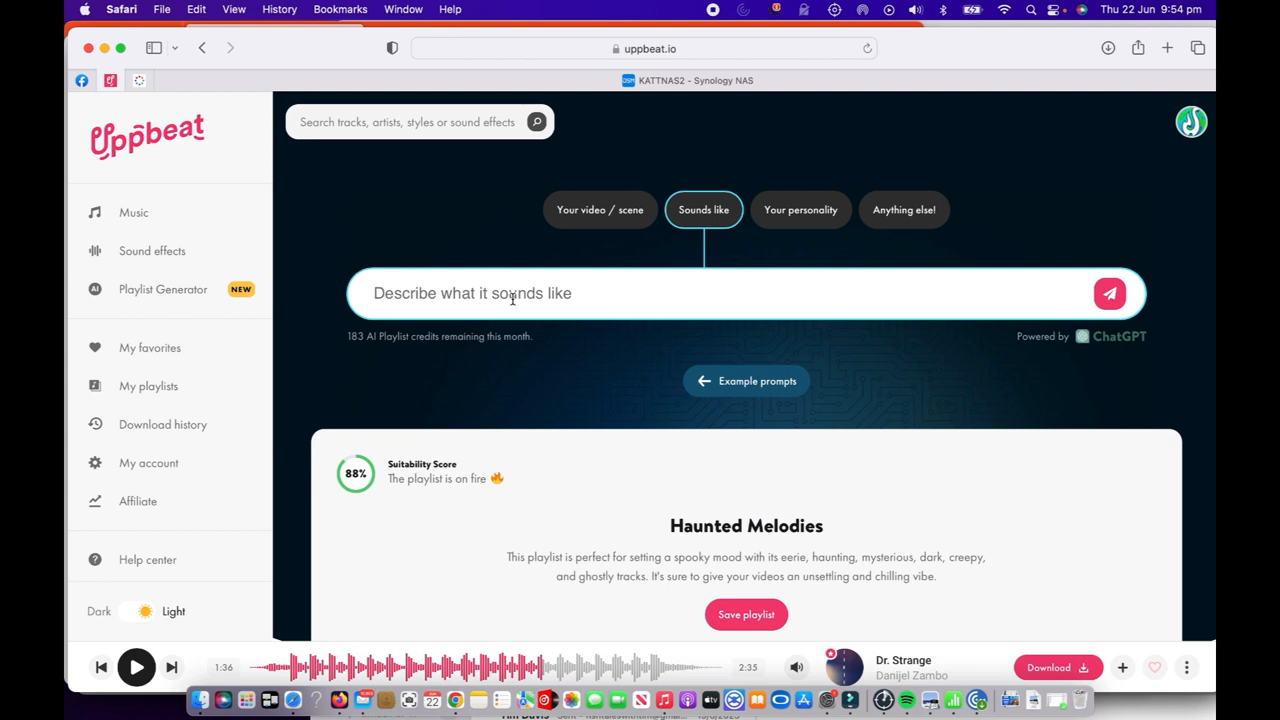 Safari File Edit View History Bookmarks Window Help Thu 22 Jun 9:54 pm
uppbeat.io
KATTNAS2 - Synology NAS
Uppbeat
Search tracks, artists, styles or sound effects
Your video / scene Sounds like Your personality Anything else!
Music
Sound effects
AI Playlist Generator NEW
My favorites
My playlists
Download history
My account
Affiliate
Help center
Dark Light
Describe what it sounds like
183 AI Playlist credits remaining this month. Powered by ChatGPT
Example prompts
88% Suitability Score
The playlist is on fire
Haunted Melodies
This playlist is perfect for setting a spooky mood with its eerie, haunting, mysterious, dark, creepy,
and ghostly tracks. It's sure to give your videos an unsettling and chilling vibe.
Save playlist
1:36 2:35 Dr. Strange
Danijel Zambo
Download